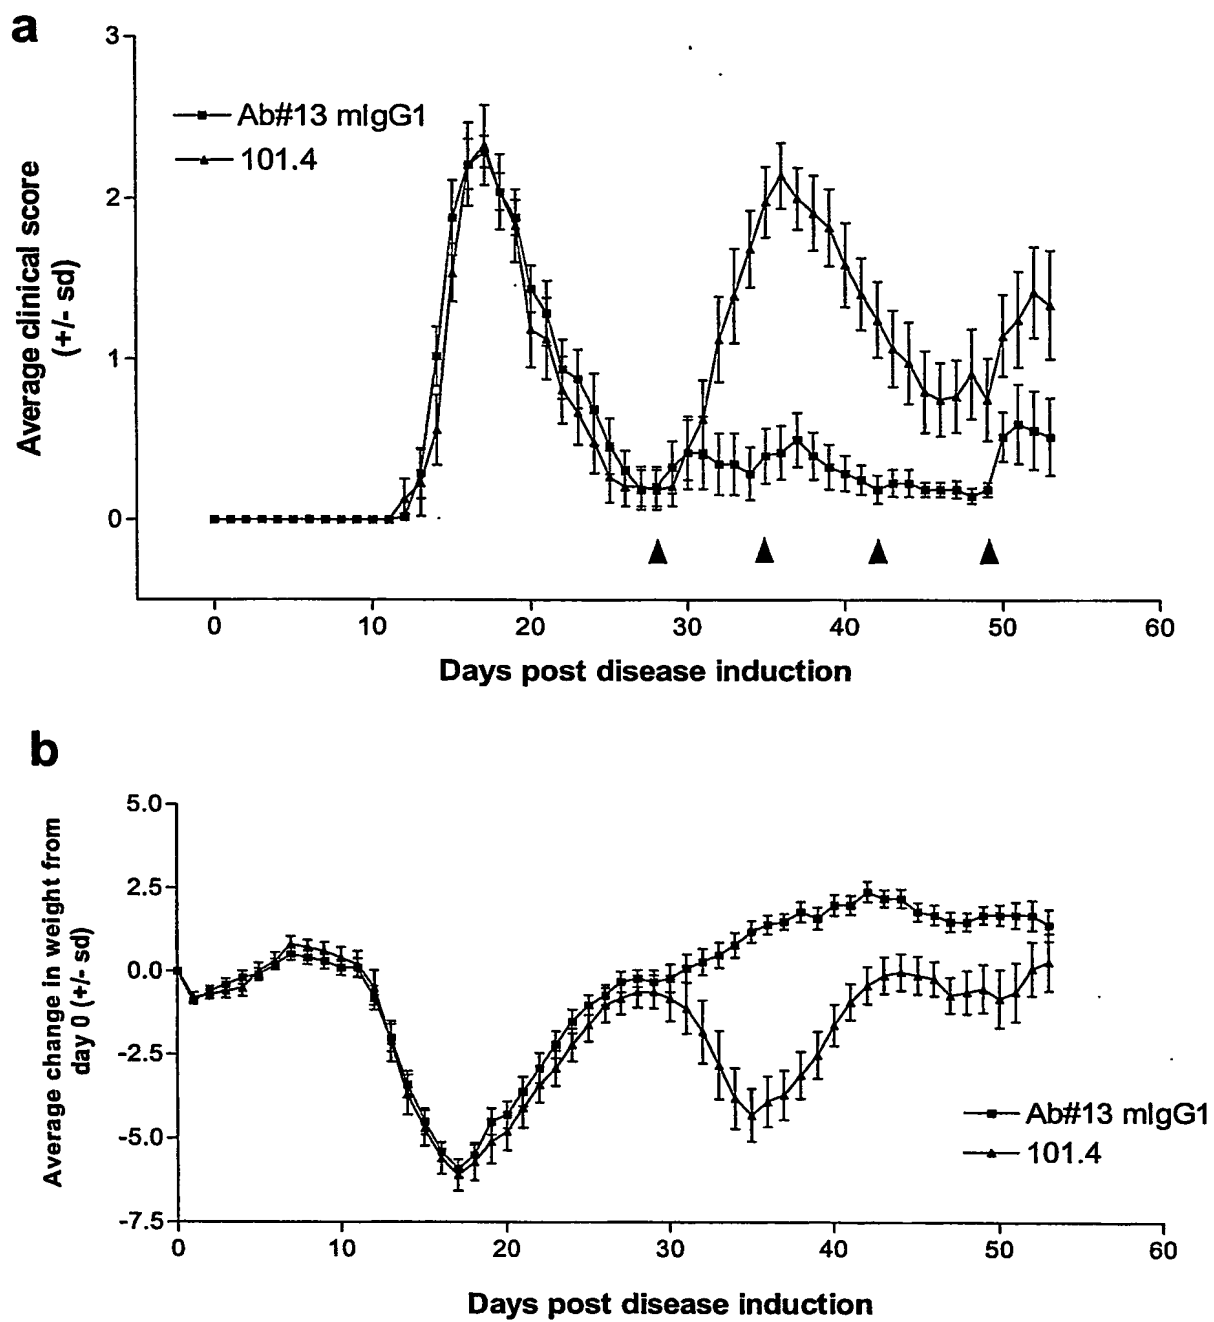 a
3
2
1
0
Ab#13 mIgG1
101.4
Average clinical score
(+/- sd)
0 10 20 30 40 50 60
Days post disease induction
b
5.0
2.5
0.0
-2.5
-5.0
-7.5
Average change in weight from
day 0 (+/- sd)
Ab#13 mIgG1
101.4
0 10 20 30 40 50 60
Days post disease induction